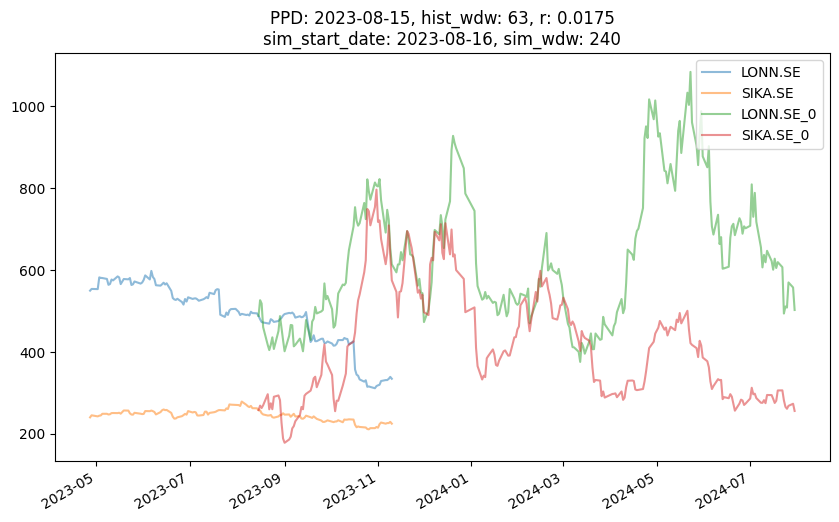 PPD: 2023-08-15, hist_wdw: 63, r: 0.0175
sim_start_date: 2023-08-16, sim_wdw: 240
LONN.SE
SIKA.SE
LONN.SE_0
SIKA.SE_0
1000
800
600
400
200
2023-05
2023-07
2023-09
2023-11
2024-01
2024-03
2024-05
2024-07